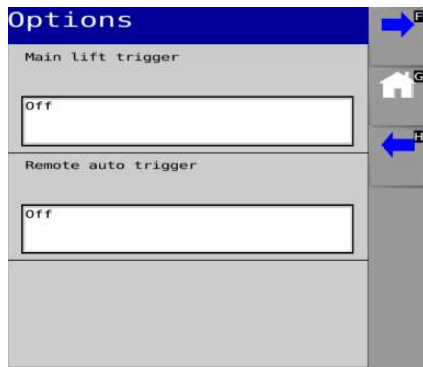 Options
F
Main lift trigger
G
Off
H
Remote auto trigger
Off